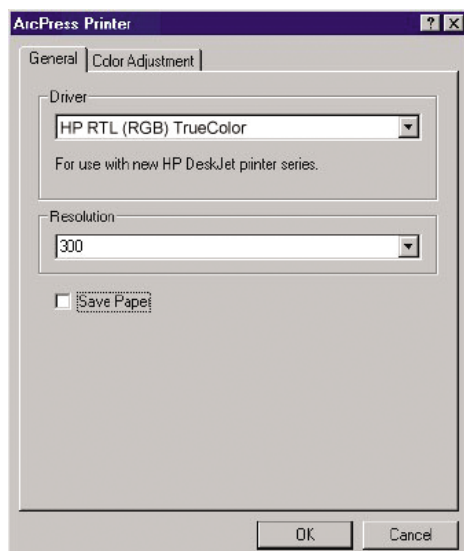 ArcPress Printer
General
Color Adjustment
Driver
HP RTL (RGB) TrueColor
For use with new HP DeskJet printer series.
Resolution
300
Save Paper
OK
Cancel